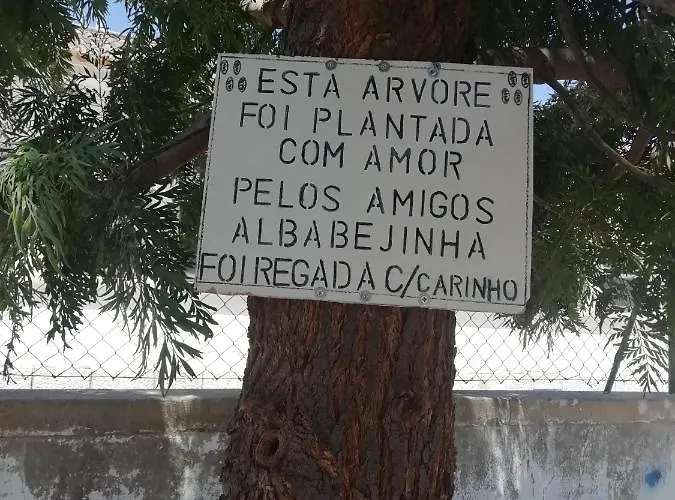 ESTA ARVORE
FOI PLANTADA
COM AMOR
PELOS AMIGOS
ALBABEJINHA
FOI REGADA C/CARINHO